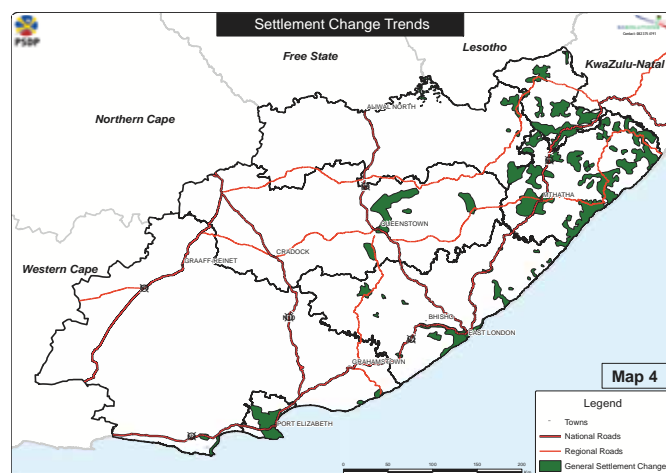 Settlement Change Trends
PSDP
Lesotho
Free State
KwaZulu-Natal
Northern Cape
ALIWAL NORTH
MTHATHA
QUEENSTOWN
CRADOCK
Western Cape
GRAAFF-REINET
BHISHO
EAST LONDON
GRAHAMSTOWN
PORT ELIZABETH
Map 4
Legend
Towns
National Roads
Regional Roads
General Settlement Change
0 50 100 150 200